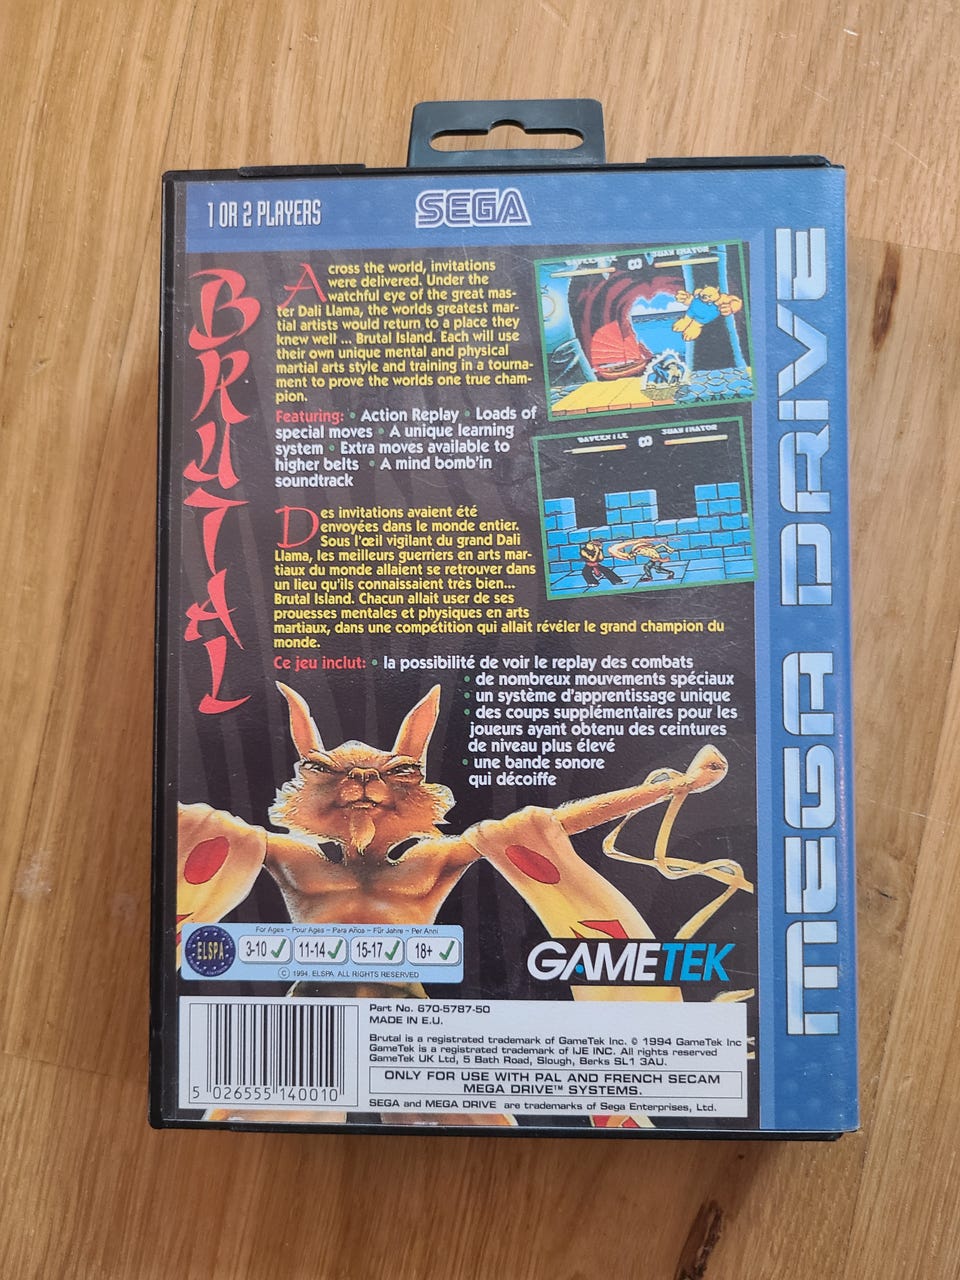 1 OR 2 PLAYERS
SEGA
BRUTAL
MEGA DRIVE
Across the world, invitations
were delivered. Under the
watchful eye of the great mas-
ter Dali Llama, the worlds greatest mar-
tial artists would return to a place they
knew well ... Brutal Island. Each will use
their own unique mental and physical
martial arts style and training in a tourna-
ment to prove the worlds one true cham-
pion.
Featuring: • Action Replay • Loads of
special moves • A unique learning
system • Extra moves available to
higher belts • A mind bomb'in
soundtrack
Des invitations avaient été
envoyées dans le monde entier.
Sous l'œil vigilant du grand Dali
Llama, les meilleurs guerriers en arts mar-
tiaux du monde allaient se retrouver dans
un lieu qu'ils connaissaient très bien...
Brutal Island. Chacun allait user de ses
prouesses mentales et physiques en arts
martiaux, dans une compétition qui allait révéler le grand champion du
monde.
Ce jeu inclut: • la possibilité de voir le replay des combats
• de nombreux mouvements spéciaux
• un système d'apprentissage unique
• des coups supplémentaires pour les
joueurs ayant obtenu des ceintures
de niveau plus élevé
• une bande sonore
qui décoiffe
ELSPA
For Ages – Pour Ages – Para Años – Für Jahre – Per Anni
3-10 ✓ 11-14 ✓ 15-17 ✓ 18+ ✓
© 1994. ELSPA. ALL RIGHTS RESERVED
GAMETEK
5 026555 140010
Part No. 670-5787-50
MADE IN E.U.
Brutal is a registrated trademark of GameTek Inc. © 1994 GameTek Inc
GameTek is a registrated trademark of IJE INC. All rights reserved
GameTek UK Ltd, 5 Bath Road, Slough, Berks SL1 3AU.
ONLY FOR USE WITH PAL AND FRENCH SECAM
MEGA DRIVE™ SYSTEMS.
SEGA and MEGA DRIVE are trademarks of Sega Enterprises, Ltd.